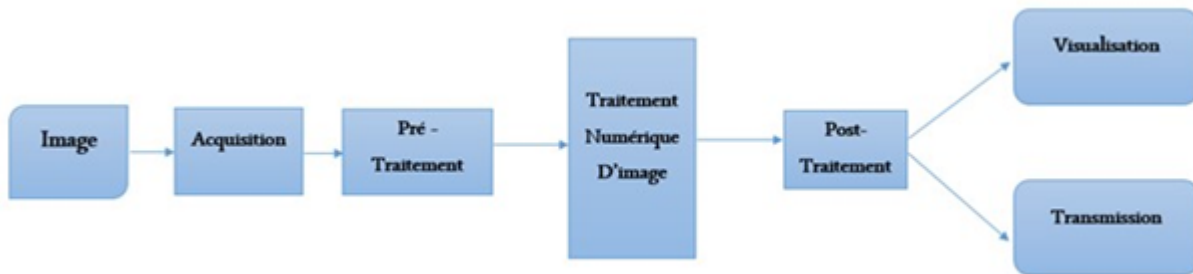 Image
Acquisition
Pré -
Traitement
Traitement
Numérique
D'image
Post-
Traitement
Visualisation
Transmission